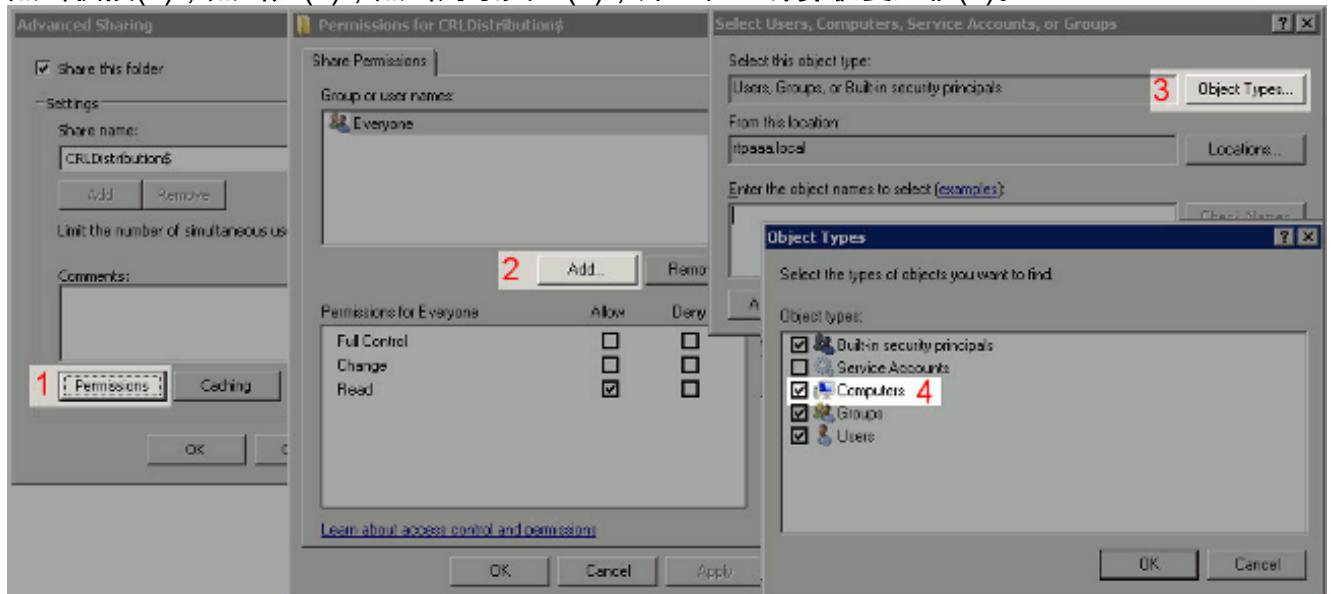 Advanced Sharing
Share this folder
Settings
Share name:
CRLDistribution$
Add Remove
Limit the number of simultaneous us
Comments:
1 Permissions Caching
OK
Permissions for CRLDistribution$
Share Permissions
Group or user names:
Everyone
2 Add... Remo
Permissions for Everyone Allow Deny
Full Control
Change
Read
Learn about access control and permissions
OK Cancel Apply
Select Users, Computers, Service Accounts, or Groups
Select this object type:
Users, Groups, or Built-in security principals 3 Object Types...
From this location:
rtpaaa.local Locations...
Enter the object names to select (examples):
Check Names
A
Object Types
Select the types of objects you want to find.
Object types:
Built-in security principals
Service Accounts
Computers 4
Groups
Users
OK Cancel